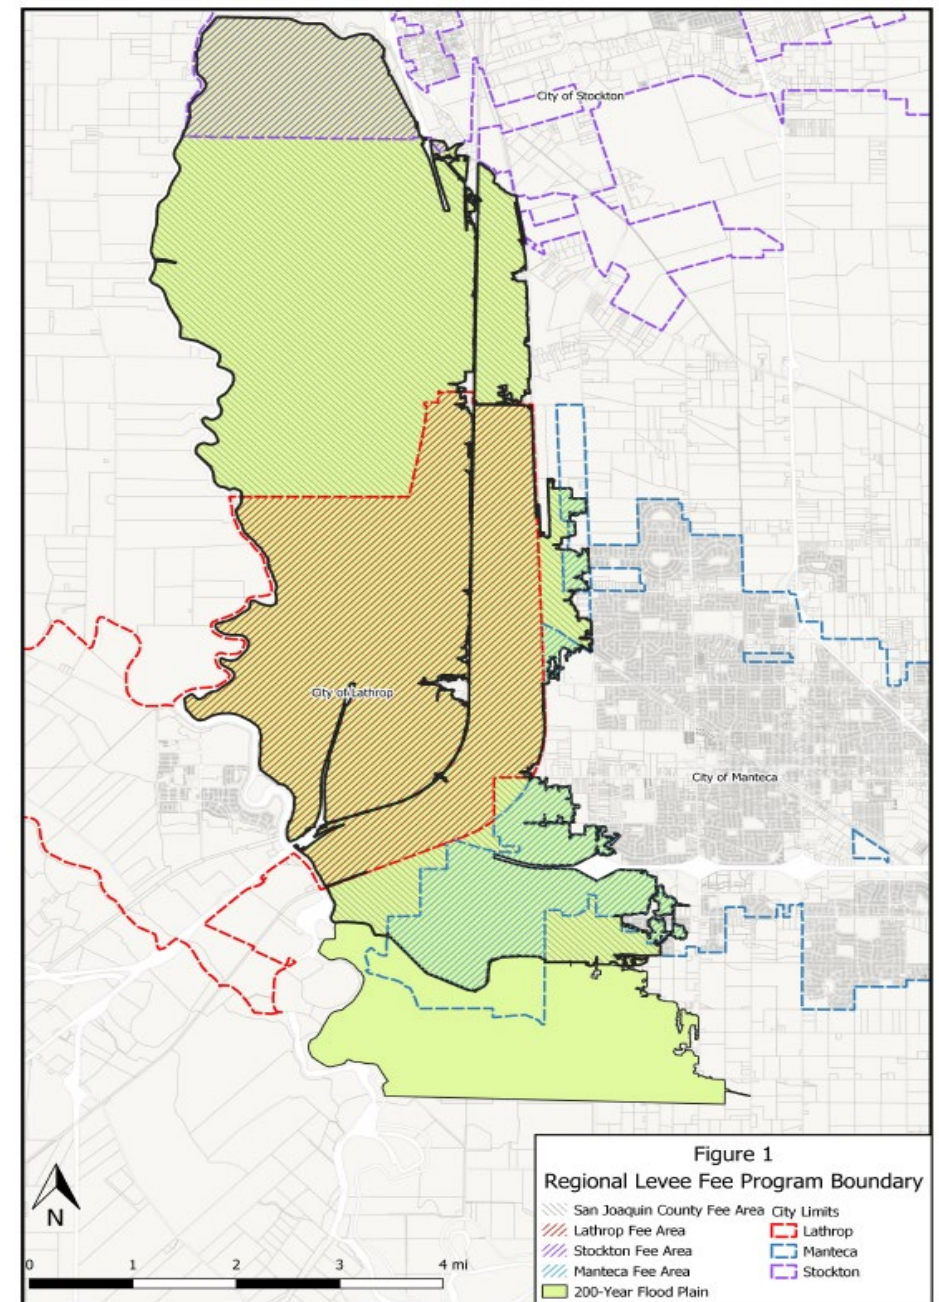 City of Stockton
City of Lathrop
City of Manteca
Figure 1
Regional Levee Fee Program Boundary
San Joaquin County Fee Area City Limits
Lathrop Fee Area Lathrop
Stockton Fee Area Manteca
Manteca Fee Area Stockton
200-Year Flood Plain
N
0 1 2 3 4 mi